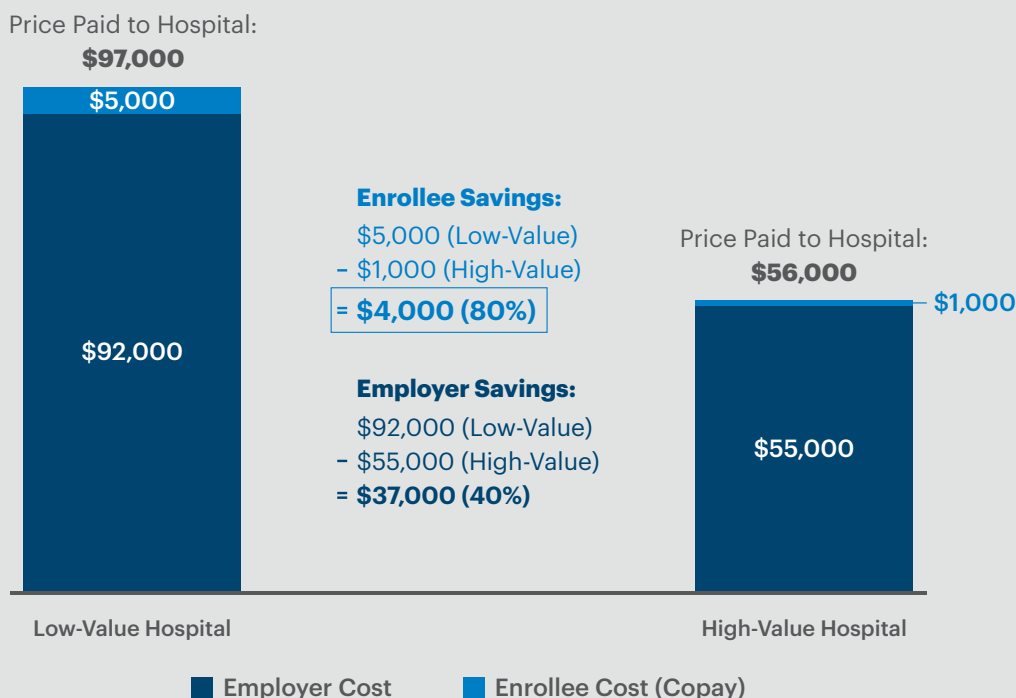 Price Paid to Hospital:
$97,000
$5,000
$92,000
Enrollee Savings:
$5,000 (Low-Value)
– $1,000 (High-Value)
= $4,000 (80%)
Employer Savings:
$92,000 (Low-Value)
– $55,000 (High-Value)
= $37,000 (40%)
Price Paid to Hospital:
$56,000
$1,000
$55,000
Low-Value Hospital
High-Value Hospital
Employer Cost
Enrollee Cost (Copay)